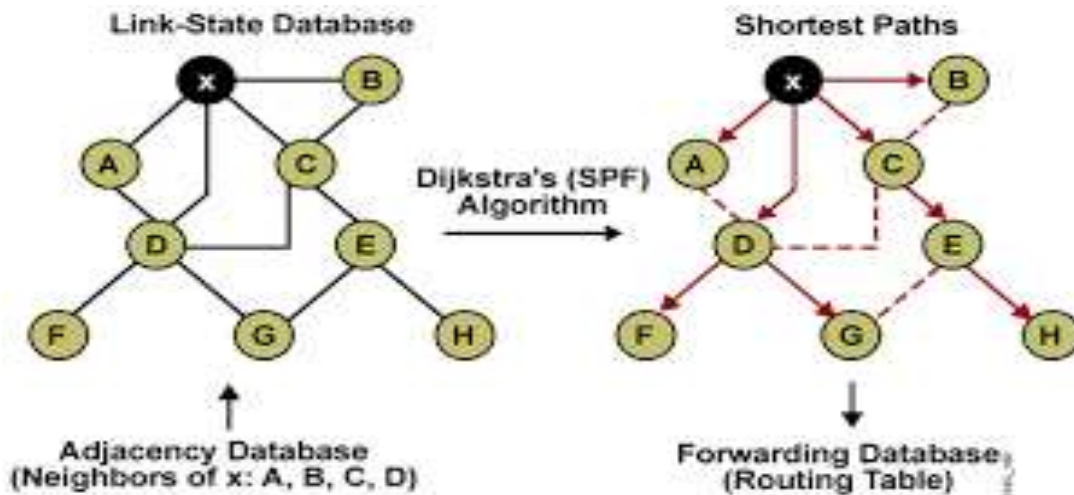 Link-State Database
Shortest Paths
x
B
A
C
D
E
F
G
H
Dijkstra's (SPF)
Algorithm
x
B
A
C
D
E
F
G
H
Adjacency Database
(Neighbors of x: A, B, C, D)
Forwarding Database
(Routing Table)